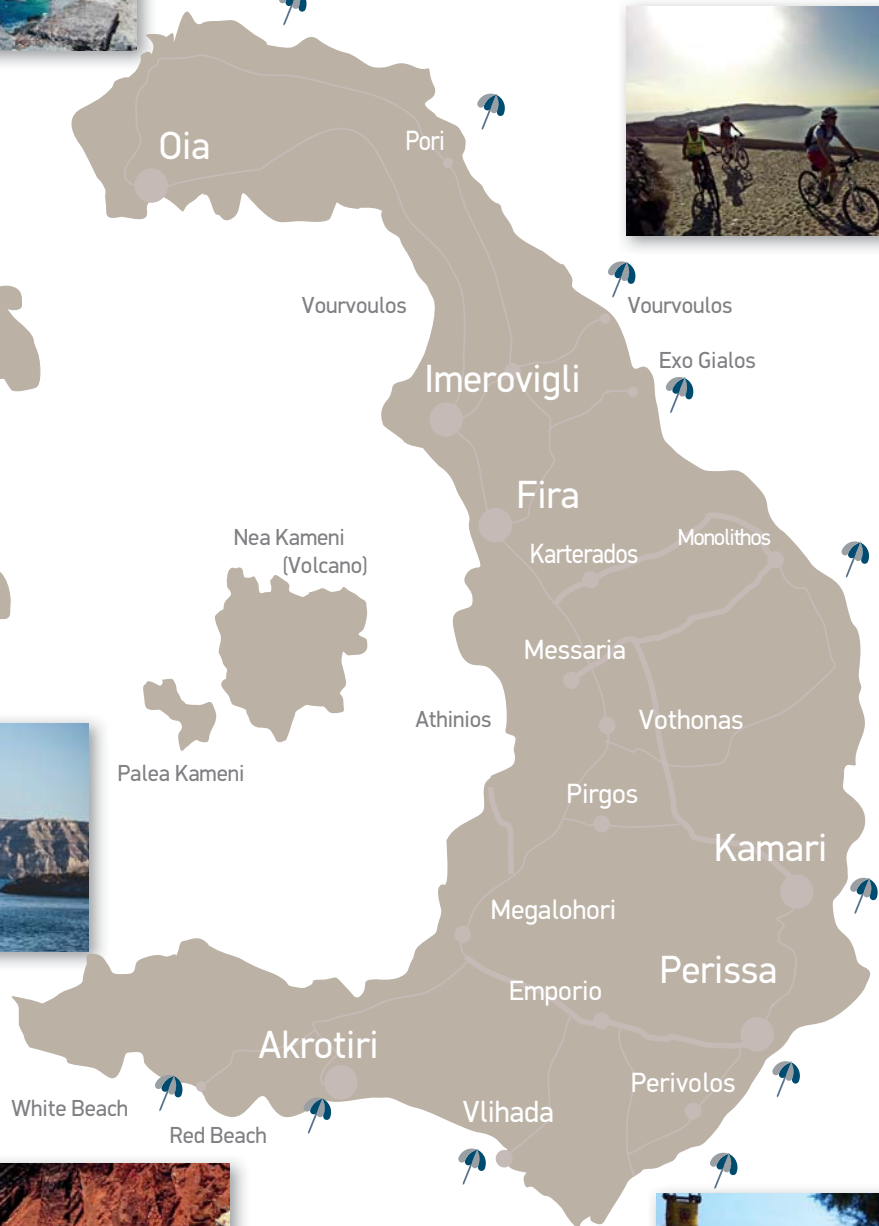 Oia
Pori
Vourvoulos
Vourvoulos
Exo Gialos
Imerovigli
Fira
Nea Kameni
(Volcano)
Karterados
Monolithos
Messaria
Athinios
Vothonas
Palea Kameni
Pirgos
Kamari
Megalohori
Perissa
Emporio
Akrotiri
Perivolos
White Beach
Vlihada
Red Beach